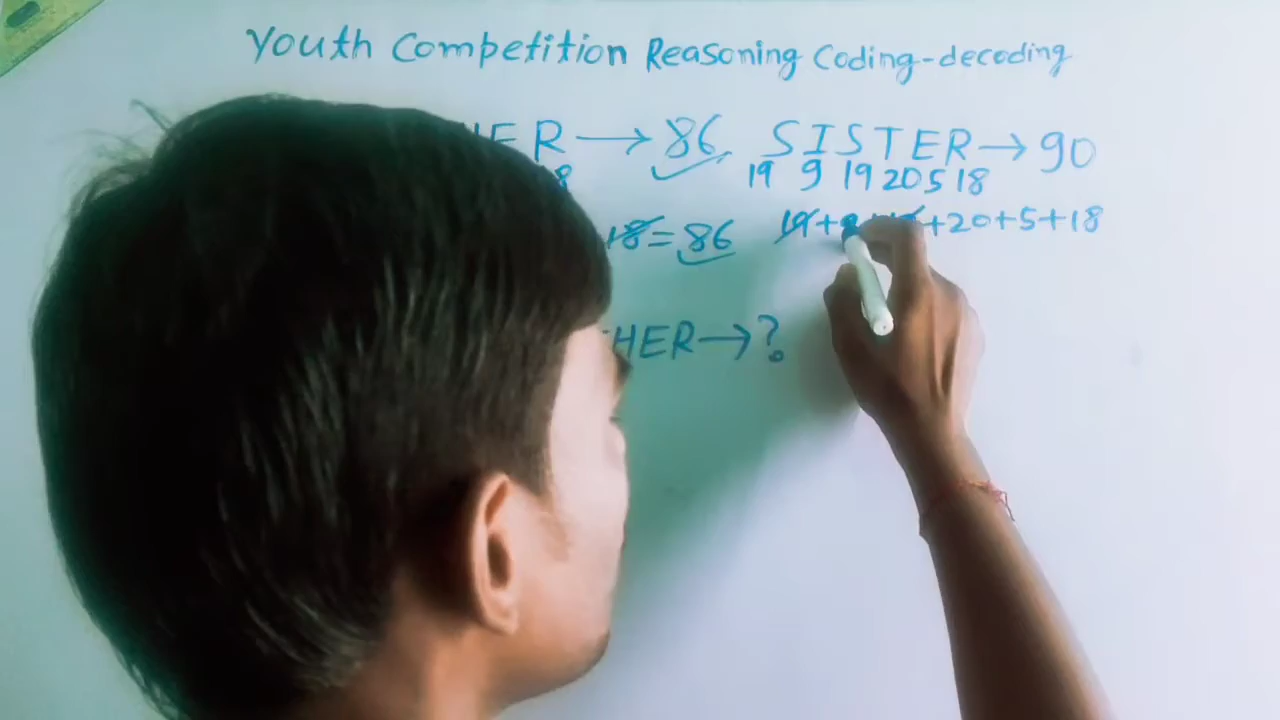 Youth Competition Reasoning Coding-decoding
HER → 86 SISTER → 90
18 19 9 19 20 5 18
18 = 86 19+9+19+20+5+18
HER → ?